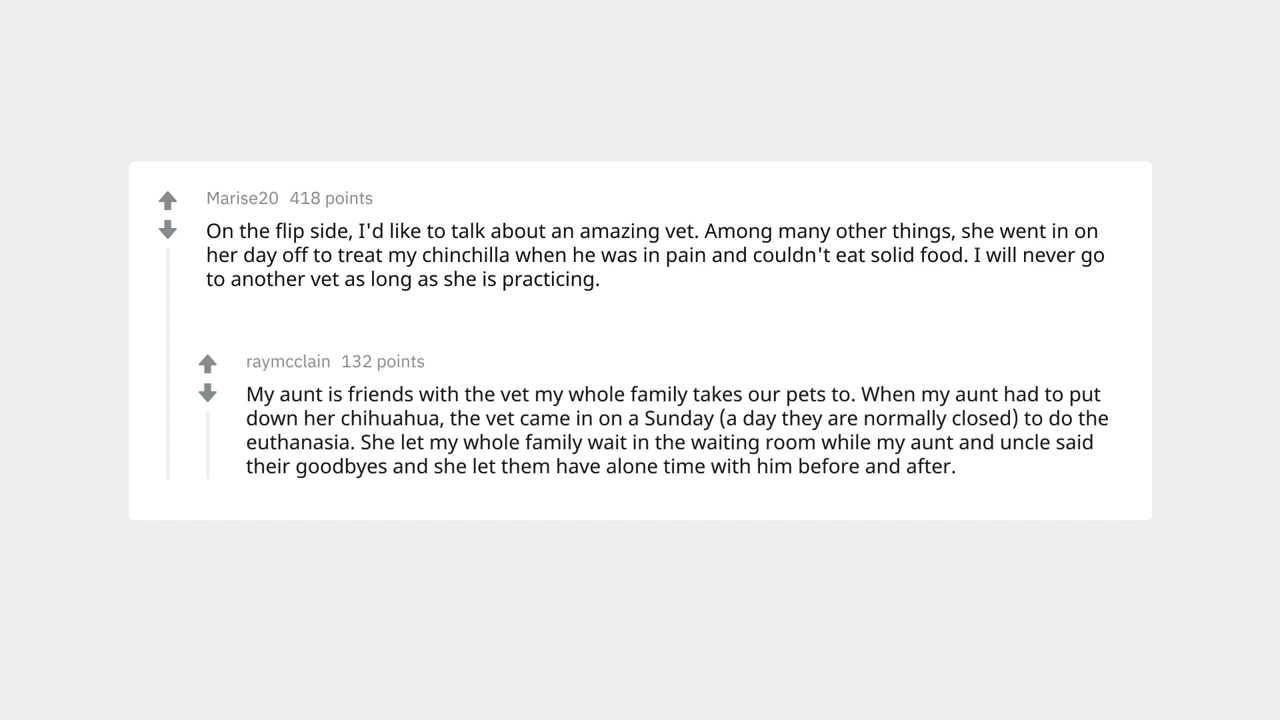 Marise20 418 points
On the flip side, I'd like to talk about an amazing vet. Among many other things, she went in on
her day off to treat my chinchilla when he was in pain and couldn't eat solid food. I will never go
to another vet as long as she is practicing.
raymcclain 132 points
My aunt is friends with the vet my whole family takes our pets to. When my aunt had to put
down her chihuahua, the vet came in on a Sunday (a day they are normally closed) to do the
euthanasia. She let my whole family wait in the waiting room while my aunt and uncle said
their goodbyes and she let them have alone time with him before and after.